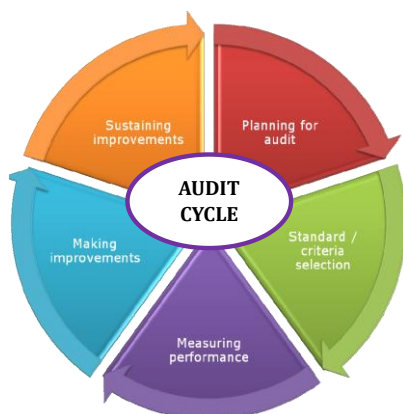 AUDIT
CYCLE
Planning for
audit
Standard /
criteria
selection
Measuring
performance
Making
improvements
Sustaining
improvements